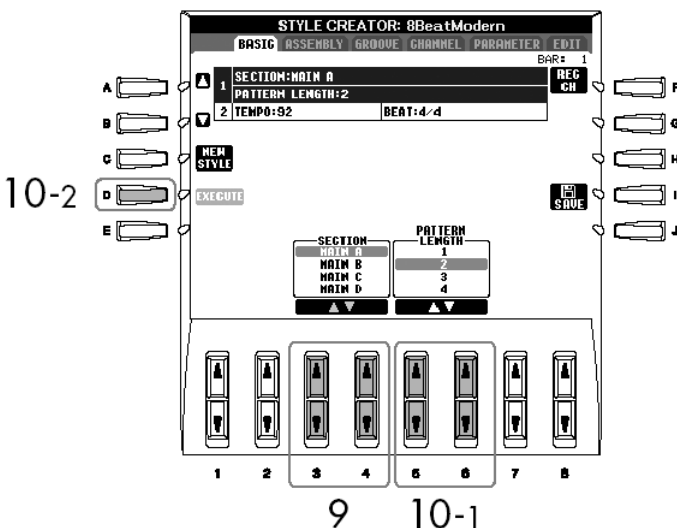 STYLE CREATOR: 8BeatModern
BASIC ASSEMBLY GROOVE CHANNEL PARAMETER EDIT
BAR: 1
1 SECTION:MAIN A
PATTERN LENGTH:2
REC CH
2 TEMPO:92 BEAT:4/4
NEW STYLE
EXECUTE
SAVE
A
B
C
D
E
F
G
H
I
J
10-2
SECTION
MAIN A
MAIN B
MAIN C
MAIN D
PATTERN LENGTH
1
2
3
4
1 2 3 4 5 6 7 8
9 10-1